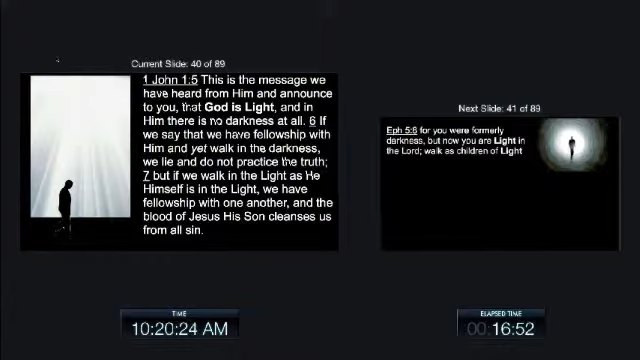 Current Slide: 40 of 89
1 John 1:5 This is the message we
have heard from Him and announce
to you, that God is Light, and in
Him there is no darkness at all. 6 If
we say that we have fellowship with
Him and yet walk in the darkness,
we lie and do not practice the truth;
7 but if we walk in the Light as He
Himself is in the Light, we have
fellowship with one another, and the
blood of Jesus His Son cleanses us
from all sin.
Next Slide: 41 of 89
Eph 5:6 for you were formerly
darkness, but now you are Light in
the Lord; walk as children of Light
TIME
10:20:24 AM
ELAPSED TIME
00:16:52